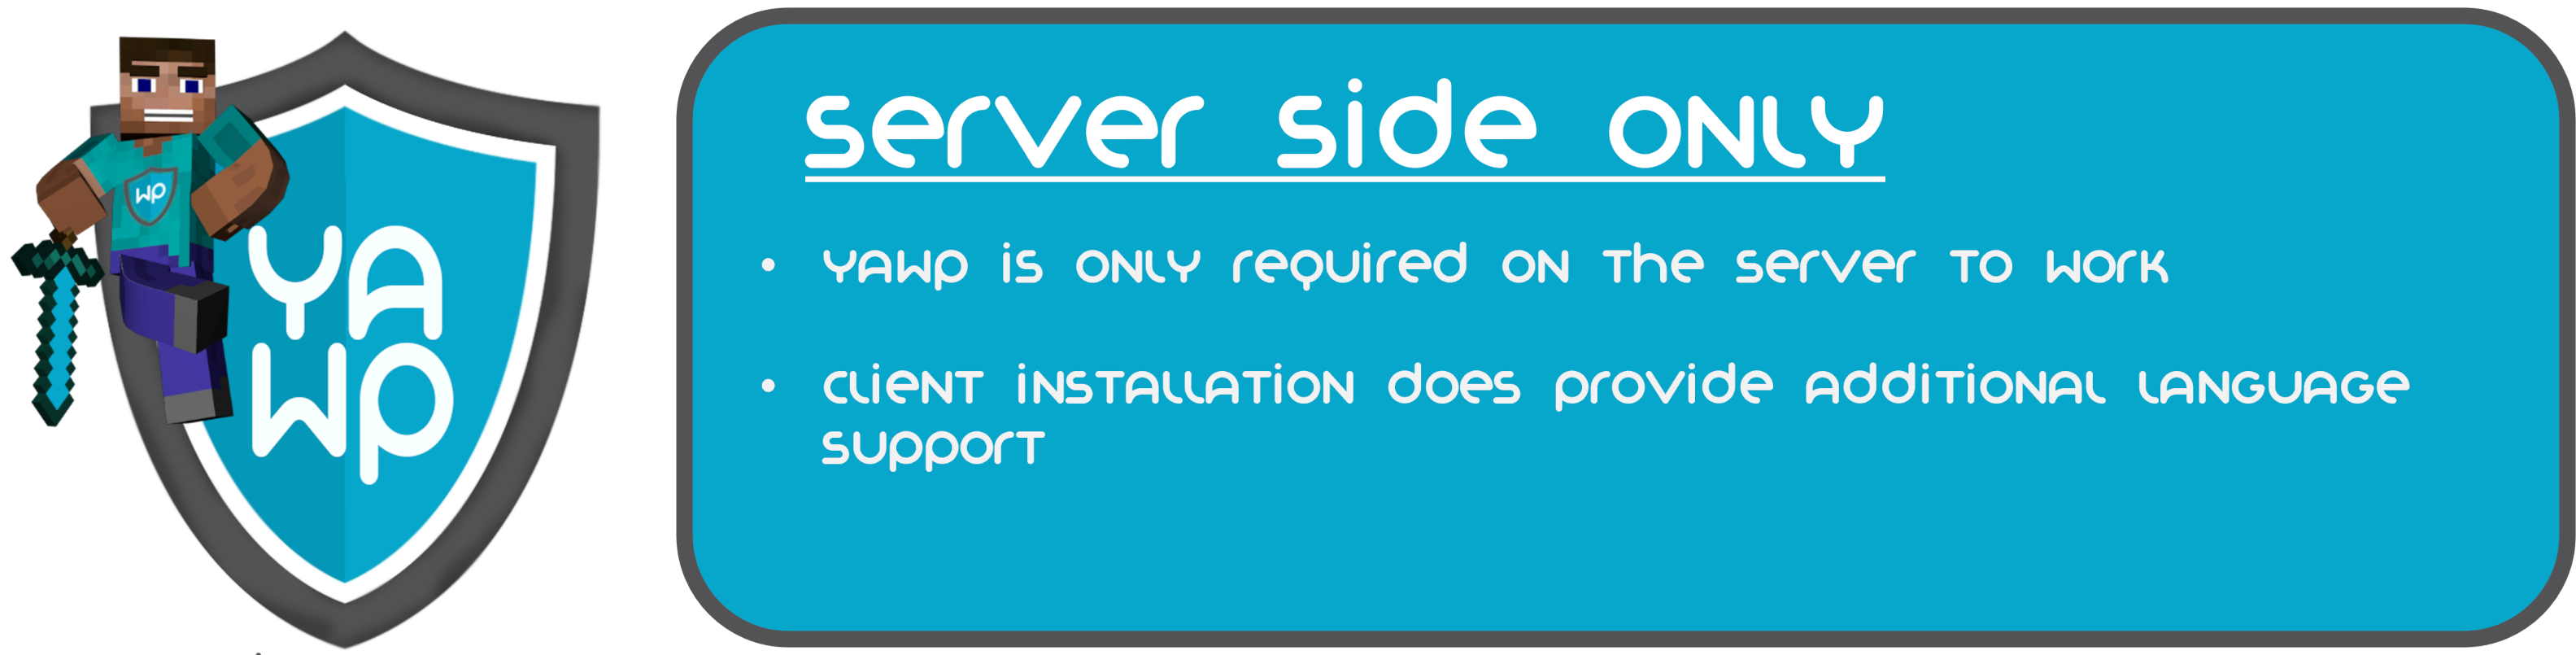 WP
YA
WP
Server Side Only
• YAWP is only required on the server to work
• Client installation does provide additional language
support